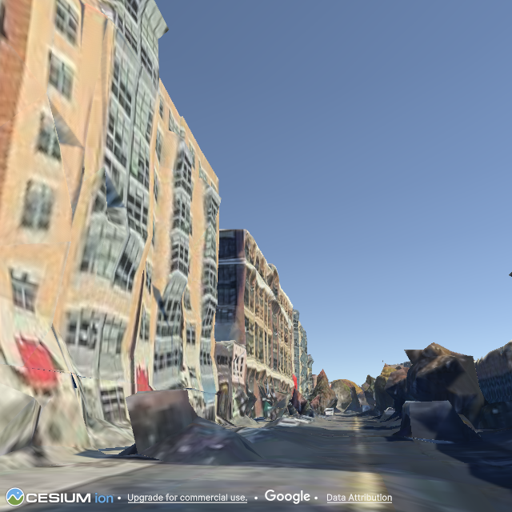 CESIUM ion • Upgrade for commercial use. • Google • Data Attribution